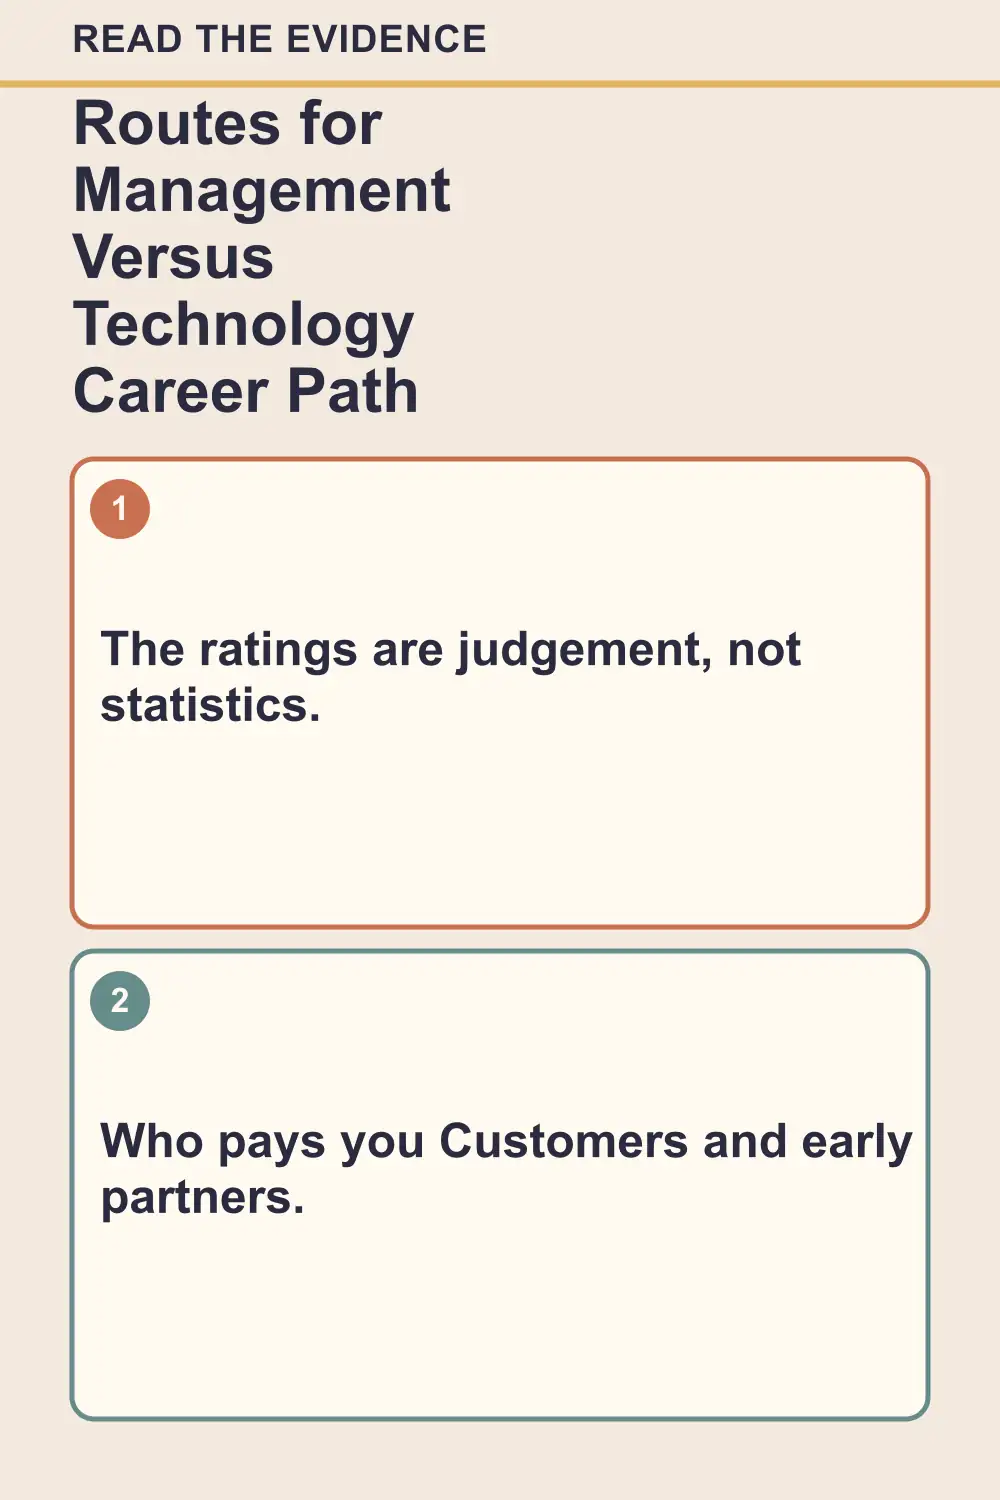 READ THE EVIDENCE
Routes for
Management
Versus
Technology
Career Path
1
The ratings are judgement, not
statistics.
2
Who pays you Customers and early
partners.